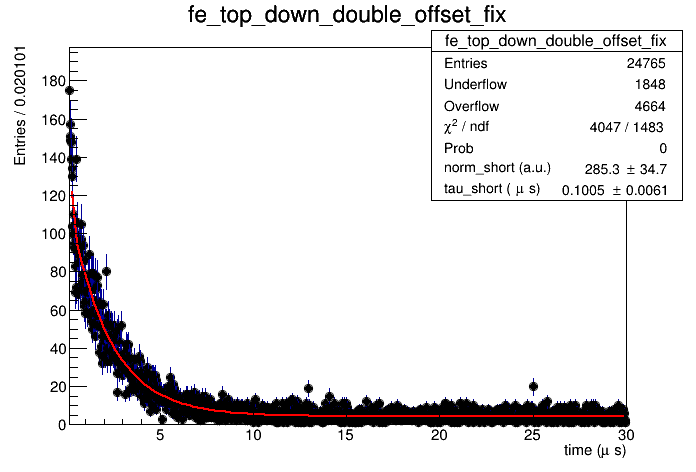 fe_top_down_double_offset_fix
fe_top_down_double_offset_fix
Entries 24765
Underflow 1848
Overflow 4664
χ² / ndf 4047 / 1483
Prob 0
norm_short (a.u.) 285.3 ± 34.7
tau_short ( μ s) 0.1005 ± 0.0061
Entries / 0.020101
180
160
140
120
100
80
60
40
20
0
5 10 15 20 25 30
time (μ s)